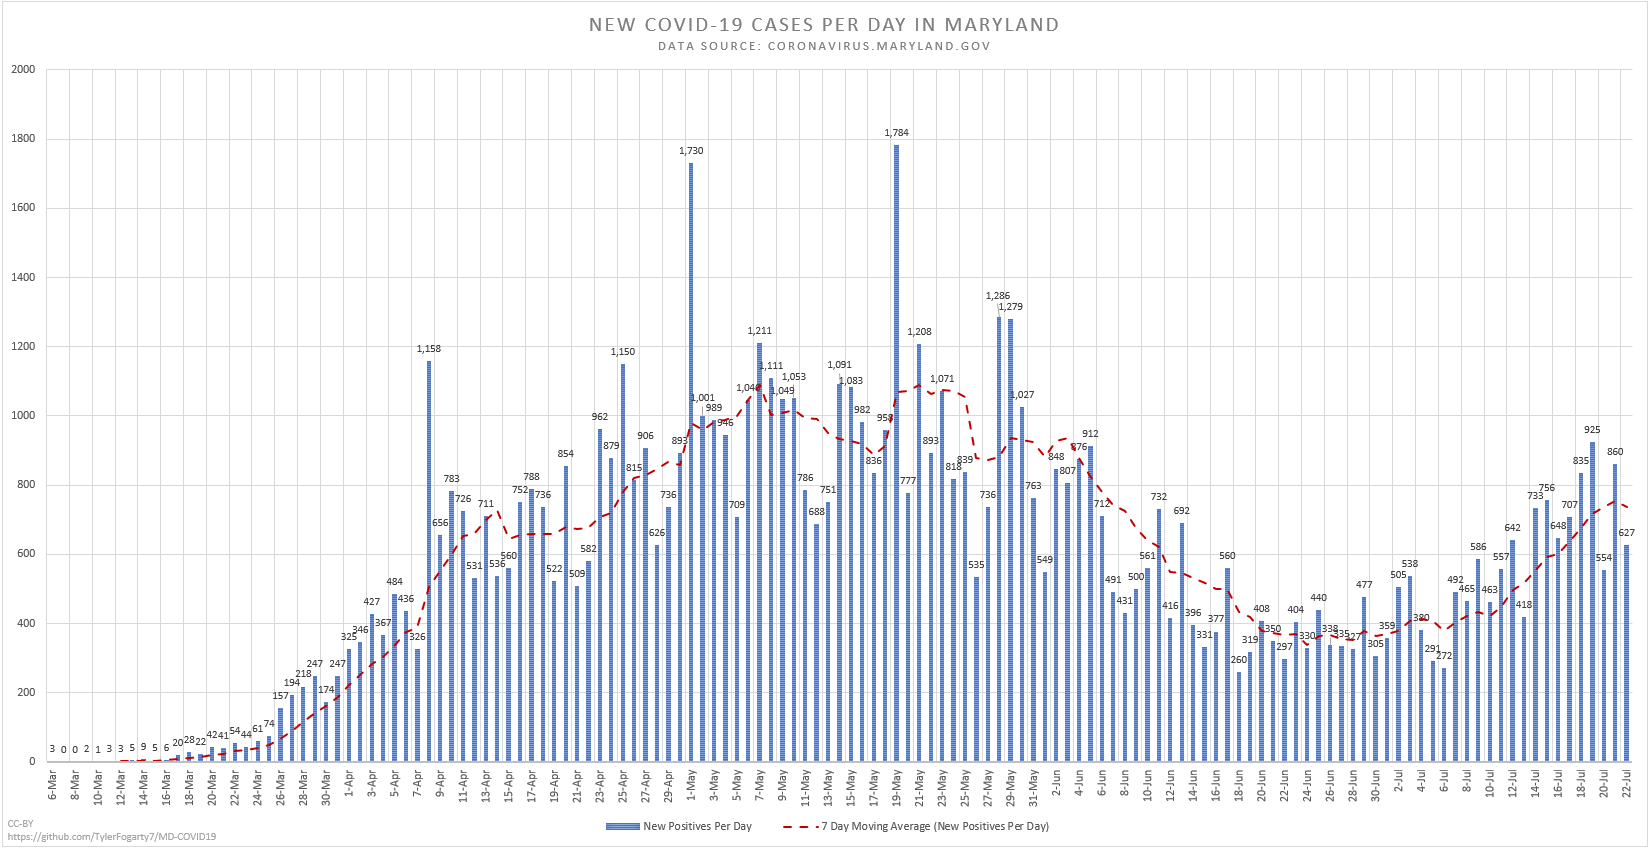 NEW COVID-19 CASES PER DAY IN MARYLAND
DATA SOURCE: CORONAVIRUS.MARYLAND.GOV
2000
1800
1600
1400
1200
1000
800
600
400
200
0
3
0
0
2
1
3
3
5
9
5
6
20
28
22
42
41
54
44
61
74
157
194
218
247
174
247
325
346
427
367
484
436
326
1,158
656
783
726
531
711
536
560
752
788
736
522
854
509
582
962
879
1,150
815
906
626
736
893
1,730
1,001
989
946
709
1,211
1,111
1,049
1,053
786
688
751
1,091
1,083
982
836
958
1,784
777
1,208
893
1,071
818
839
535
736
1,286
1,279
1,027
763
549
848
807
876
912
712
491
431
500
561
732
416
692
396
331
377
560
260
319
408
350
297
404
330
440
338
335
327
477
305
359
505
538
380
291
272
492
465
586
463
557
642
418
733
756
648
707
835
925
554
860
627
6-Mar
8-Mar
10-Mar
12-Mar
14-Mar
16-Mar
18-Mar
20-Mar
22-Mar
24-Mar
26-Mar
28-Mar
30-Mar
1-Apr
3-Apr
5-Apr
7-Apr
9-Apr
11-Apr
13-Apr
15-Apr
17-Apr
19-Apr
21-Apr
23-Apr
25-Apr
27-Apr
29-Apr
1-May
3-May
5-May
7-May
9-May
11-May
13-May
15-May
17-May
19-May
21-May
23-May
25-May
27-May
29-May
31-May
2-Jun
4-Jun
6-Jun
8-Jun
10-Jun
12-Jun
14-Jun
16-Jun
18-Jun
20-Jun
22-Jun
24-Jun
26-Jun
28-Jun
30-Jun
2-Jul
4-Jul
6-Jul
8-Jul
10-Jul
12-Jul
14-Jul
16-Jul
18-Jul
20-Jul
22-Jul
New Positives Per Day
7 Day Moving Average (New Positives Per Day)
CC-BY
https://github.com/TylerFogarty7/MD-COVID19